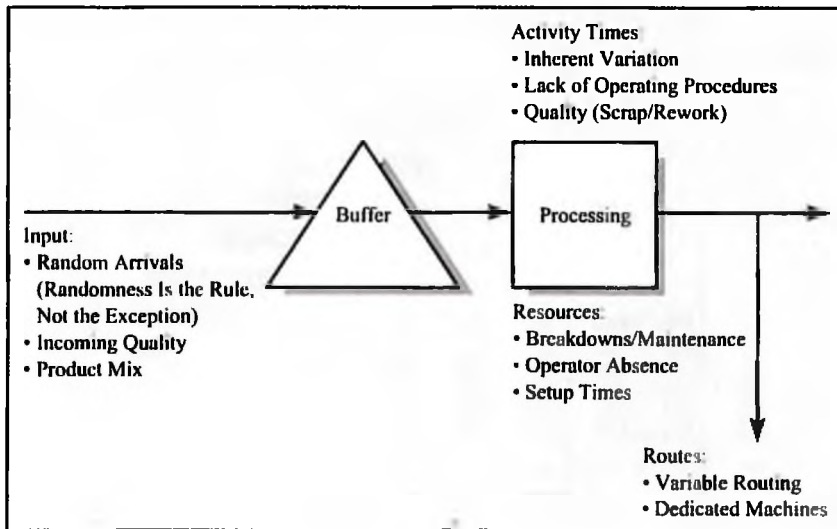 Activity Times
• Inherent Variation
• Lack of Operating Procedures
• Quality (Scrap/Rework)
Buffer
Processing
Input:
• Random Arrivals
(Randomness Is the Rule,
Not the Exception)
• Incoming Quality
• Product Mix
Resources:
• Breakdowns/Maintenance
• Operator Absence
• Setup Times
Routes:
• Variable Routing
• Dedicated Machines